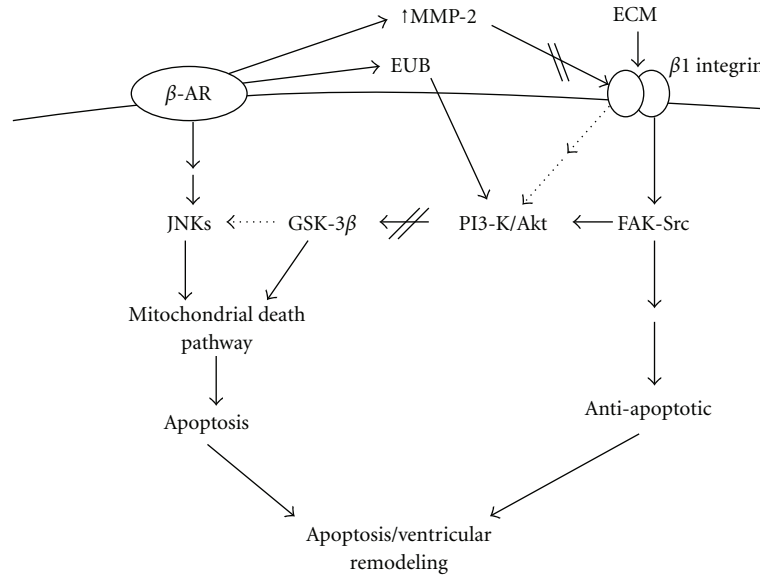 ↑MMP-2
ECM
EUB
β1 integrin
β-AR
JNKs
GSK-3β
PI3-K/Akt
FAK-Src
Mitochondrial death
pathway
Anti-apoptotic
Apoptosis
Apoptosis/ventricular
remodeling